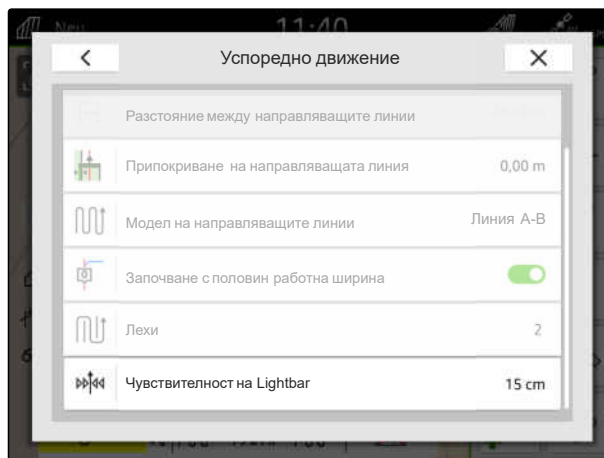 Neu
11:40
Успоредно движение
Разстояние между направляващите линии
Припокриване на направляващата линия
0,00 m
Модел на направляващите линии
Линия A-B
Започване с половин работна ширина
Лехи
2
Чувствителност на Lightbar
15 cm